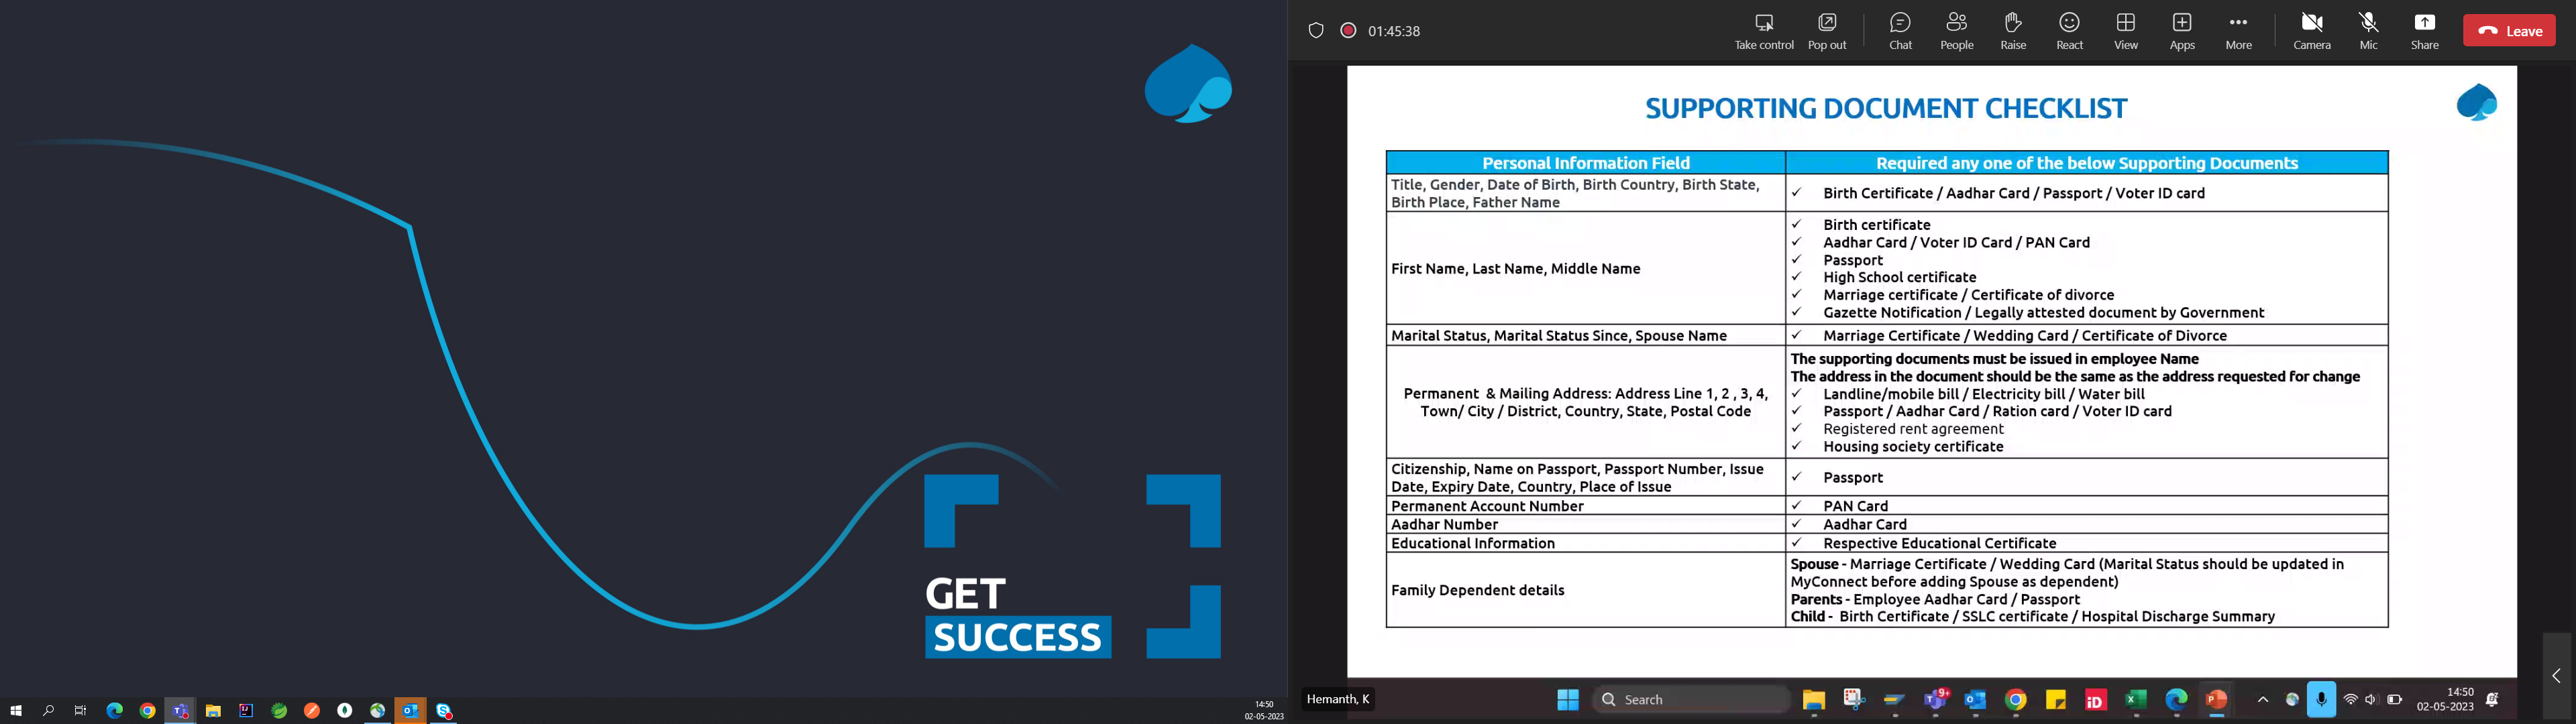 GET
SUCCESS
14:50
02-05-2023
01:45:38
Take control
Pop out
Chat
People
Raise
React
View
Apps
More
Camera
Mic
Share
Leave
SUPPORTING DOCUMENT CHECKLIST
Personal Information Field
Required any one of the below Supporting Documents
Title, Gender, Date of Birth, Birth Country, Birth State,
Birth Place, Father Name
✓ Birth Certificate / Aadhar Card / Passport / Voter ID card
First Name, Last Name, Middle Name
✓ Birth certificate
✓ Aadhar Card / Voter ID Card / PAN Card
✓ Passport
✓ High School certificate
✓ Marriage certificate / Certificate of divorce
✓ Gazette Notification / Legally attested document by Government
Marital Status, Marital Status Since, Spouse Name
✓ Marriage Certificate / Wedding Card / Certificate of Divorce
Permanent & Mailing Address: Address Line 1, 2 , 3, 4,
Town/ City / District, Country, State, Postal Code
The supporting documents must be issued in employee Name
The address in the document should be the same as the address requested for change
✓ Landline/mobile bill / Electricity bill / Water bill
✓ Passport / Aadhar Card / Ration card / Voter ID card
✓ Registered rent agreement
✓ Housing society certificate
Citizenship, Name on Passport, Passport Number, Issue
Date, Expiry Date, Country, Place of Issue
✓ Passport
Permanent Account Number
✓ PAN Card
Aadhar Number
✓ Aadhar Card
Educational Information
✓ Respective Educational Certificate
Family Dependent details
Spouse - Marriage Certificate / Wedding Card (Marital Status should be updated in
MyConnect before adding Spouse as dependent)
Parents - Employee Aadhar Card / Passport
Child - Birth Certificate / SSLC certificate / Hospital Discharge Summary
Hemanth, K
Search
9+
iD
14:50
02-05-2023